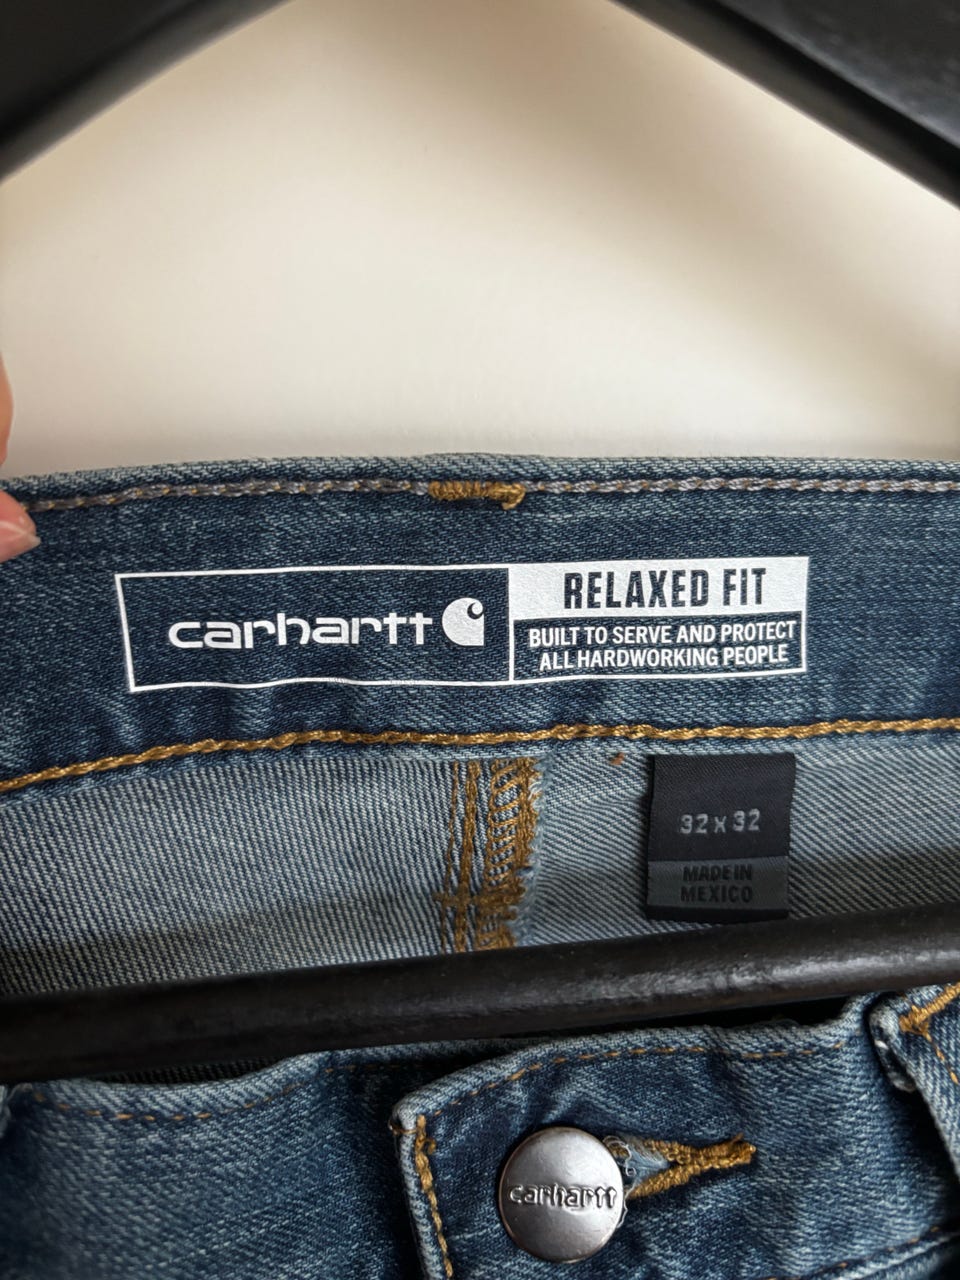 carhartt
RELAXED FIT
BUILT TO SERVE AND PROTECT
ALL HARDWORKING PEOPLE
32 x 32
MADE IN
MEXICO
carhartt